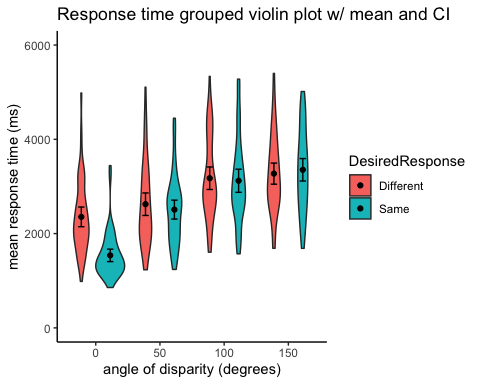 Response time grouped violin plot w/ mean and CI
6000
4000
2000
0
mean response time (ms)
0 50 100 150
angle of disparity (degrees)
DesiredResponse
Different
Same